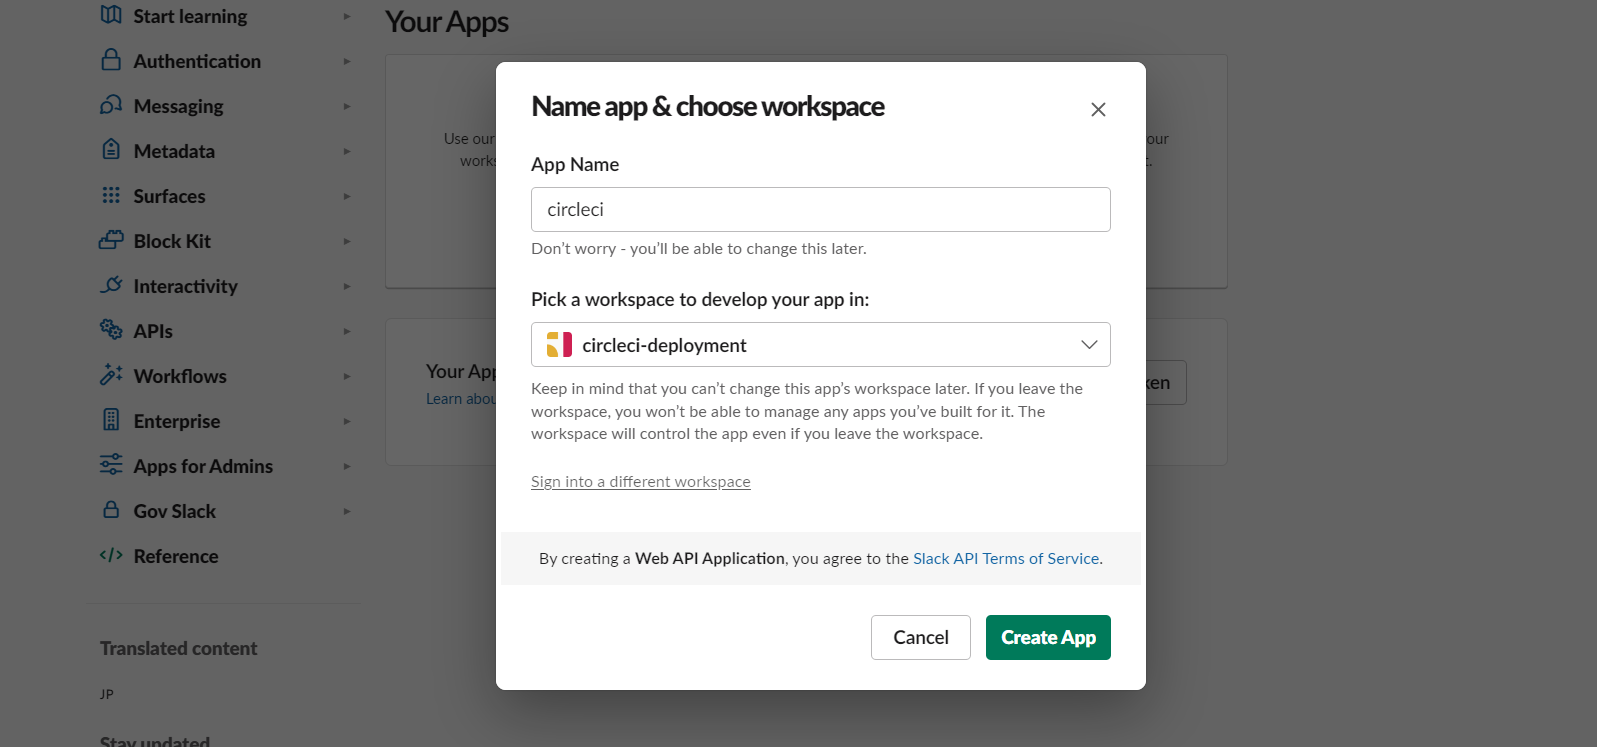 Start learning
Authentication
Messaging
Metadata
Surfaces
Block Kit
Interactivity
APIs
Workflows
Enterprise
Apps for Admins
Gov Slack
Reference
Translated content
JP
Stay updated
Your Apps
Use our
works
our
t.
Your App
Learn abou
ken
Name app & choose workspace
App Name
circleci
Don't worry - you'll be able to change this later.
Pick a workspace to develop your app in:
circleci-deployment
Keep in mind that you can't change this app's workspace later. If you leave the
workspace, you won't be able to manage any apps you've built for it. The
workspace will control the app even if you leave the workspace.
Sign into a different workspace
By creating a Web API Application, you agree to the Slack API Terms of Service.
Cancel
Create App